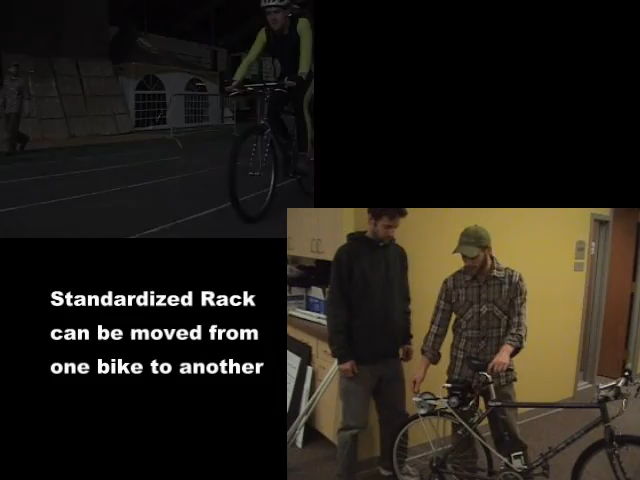 Standardized Rack
can be moved from
one bike to another